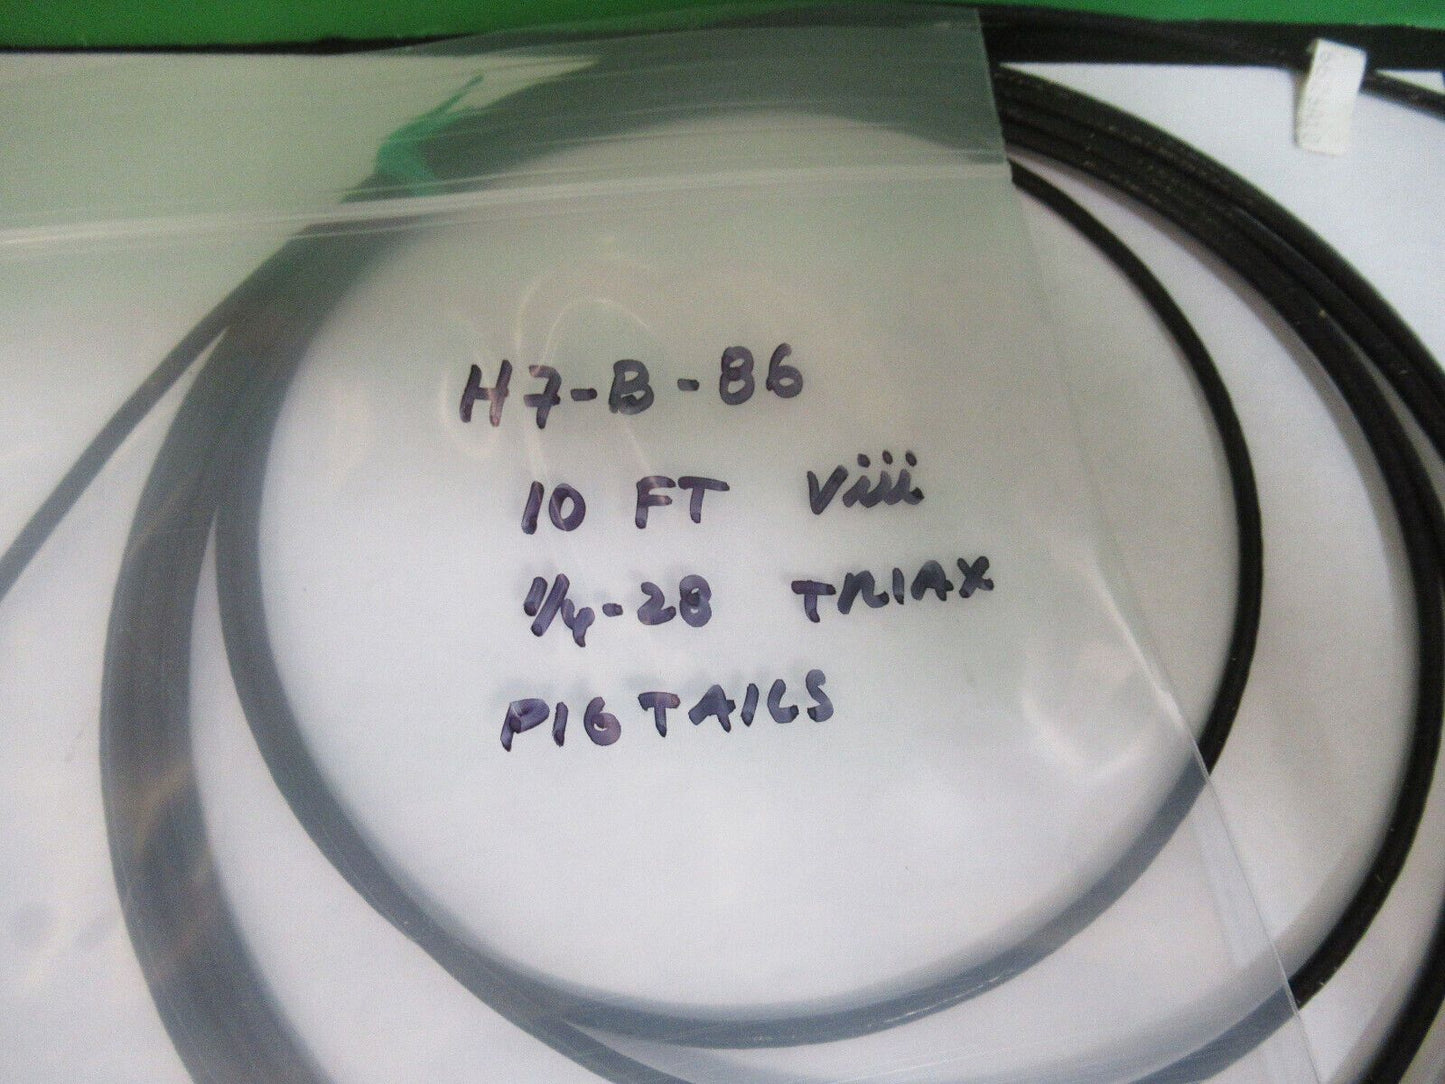 H7-B-86
10 FT Viii
1/4-28 TRIAX
PIGTAILS